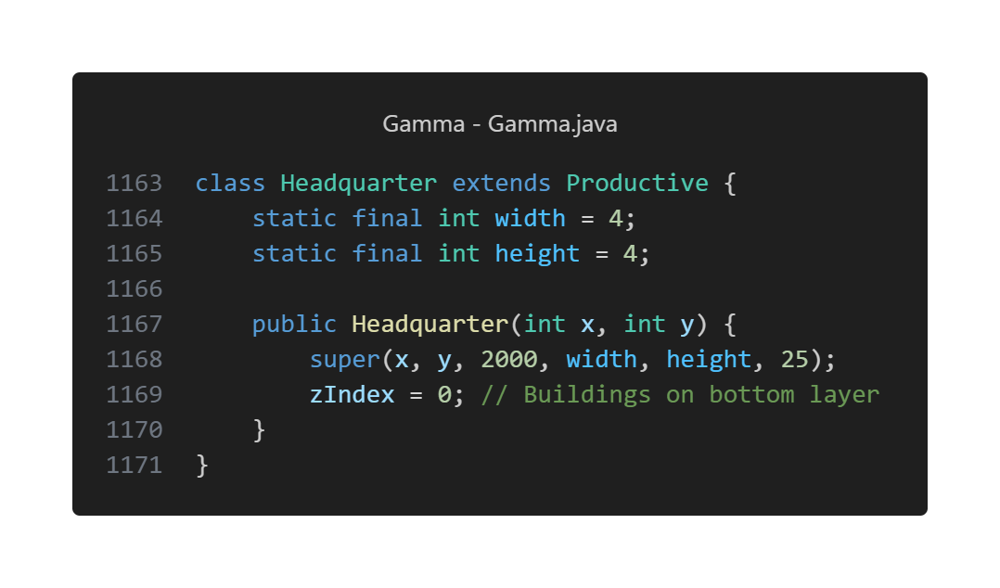 Gamma - Gamma.java
1163 class Headquarter extends Productive {
1164     static final int width = 4;
1165     static final int height = 4;
1166
1167     public Headquarter(int x, int y) {
1168         super(x, y, 2000, width, height, 25);
1169         zIndex = 0; // Buildings on bottom layer
1170     }
1171 }